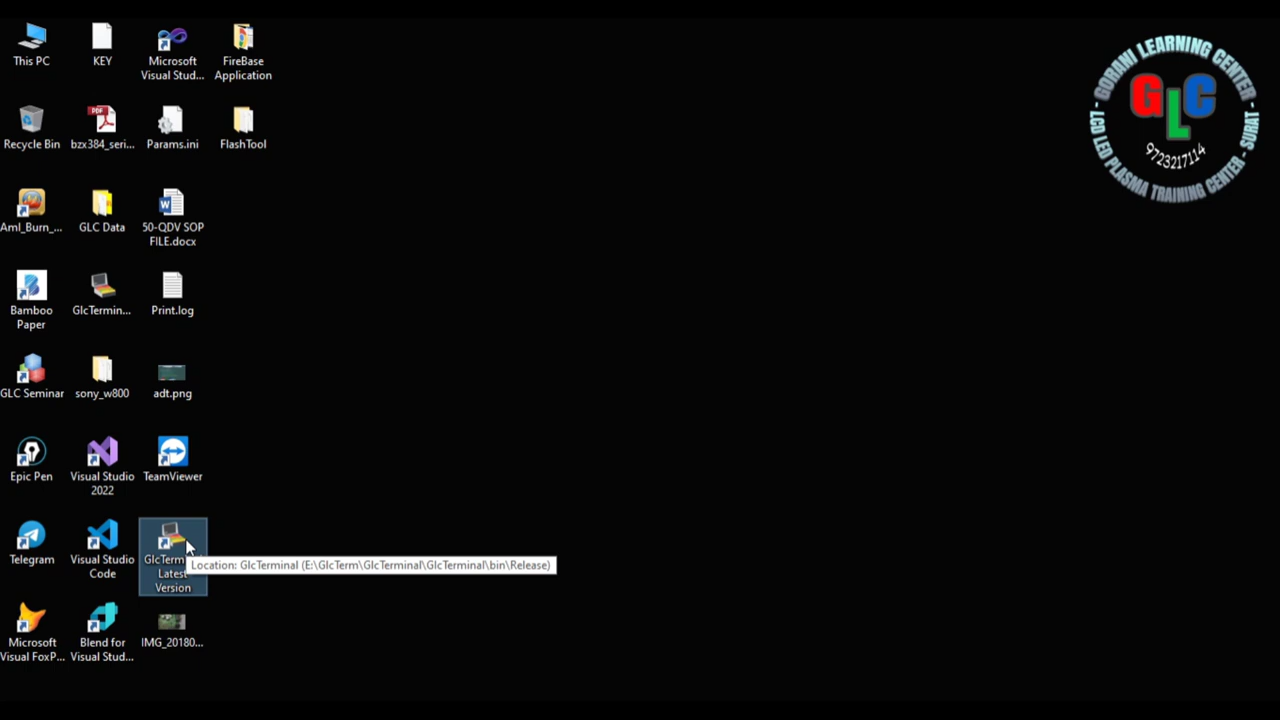 This PC
KEY
Microsoft
Visual Stud...
FireBase
Application
Recycle Bin
PDF
bzx384_seri...
Params.ini
FlashTool
Aml_Burn_...
GLC Data
50-QDV SOP
FILE.docx
Bamboo
Paper
GlcTermin...
Print.log
GLC Seminar
sony_w800
adt.png
Epic Pen
Visual Studio
2022
TeamViewer
Telegram
Visual Studio
Code
Latest
Version
Location: GlcTerminal (E:\GlcTerm\GlcTerminal\GlcTerminal\bin\Release)
Microsoft
Visual FoxP...
Blend for
Visual Stud...
IMG_20180...
- GORANI LEARNING CENTER -
GLC
9723217114
LCD LED PLASMA TRAINING CENTER - SURAT